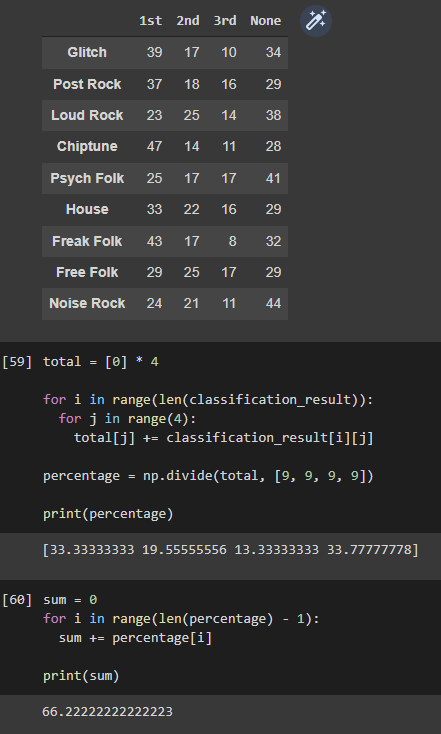 1st 2nd 3rd None
Glitch 39 17 10 34
Post Rock 37 18 16 29
Loud Rock 23 25 14 38
Chiptune 47 14 11 28
Psych Folk 25 17 17 41
House 33 22 16 29
Freak Folk 43 17 8 32
Free Folk 29 25 17 29
Noise Rock 24 21 11 44
[59] total = [0] * 4
for i in range(len(classification_result)):
for j in range(4):
total[j] += classification_result[i][j]
percentage = np.divide(total, [9, 9, 9, 9])
print(percentage)
[33.33333333 19.55555556 13.33333333 33.77777778]
[60] sum = 0
for i in range(len(percentage) - 1):
sum += percentage[i]
print(sum)
66.22222222222223